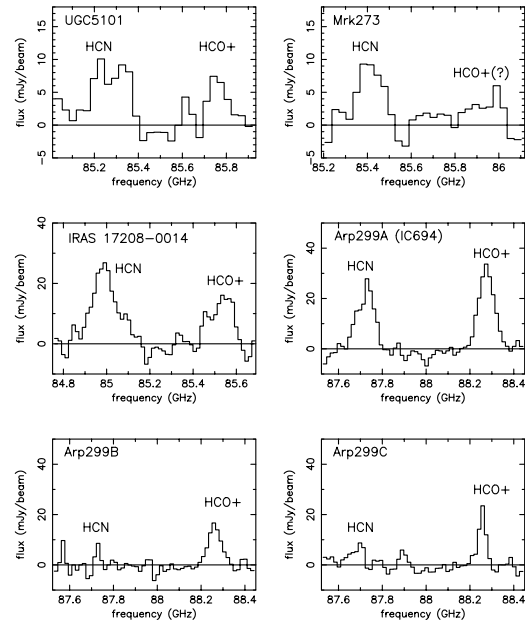 UGC5101
HCN
HCO+
flux (mJy/beam)
−5 0 5 10 15
85.2 85.4 85.6 85.8
frequency (GHz)
Mrk273
HCN
HCO+(?)
flux (mJy/beam)
−5 0 5 10 15
85.2 85.4 85.6 85.8 86
frequency (GHz)
IRAS 17208−0014
HCN
HCO+
flux (mJy/beam)
0 20 40
84.8 85 85.2 85.4 85.6
frequency (GHz)
Arp299A (IC694)
HCN
HCO+
flux (mJy/beam)
0 20 40
87.6 87.8 88 88.2 88.4
frequency (GHz)
Arp299B
HCN
HCO+
flux (mJy/beam)
0 20 40
87.6 87.8 88 88.2 88.4
frequency (GHz)
Arp299C
HCN
HCO+
flux (mJy/beam)
0 20 40
87.6 87.8 88 88.2 88.4
frequency (GHz)